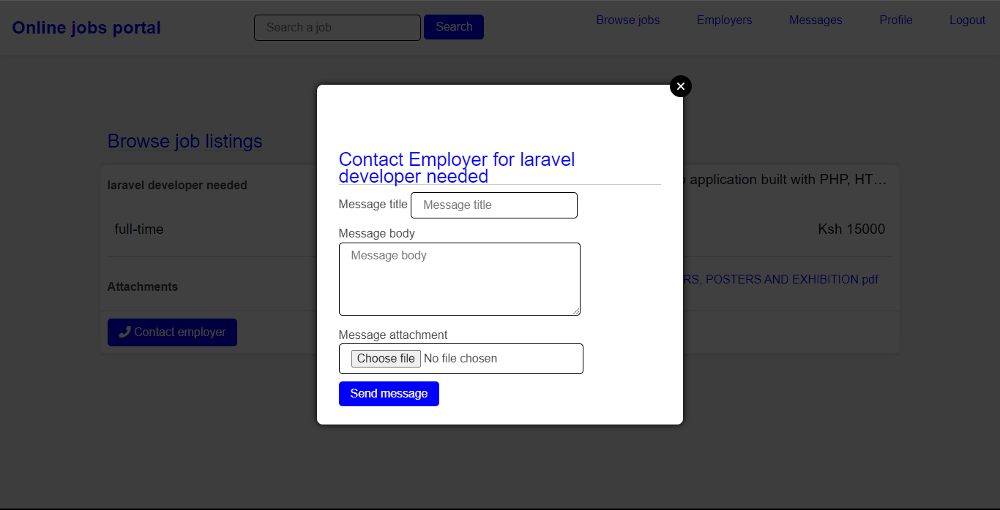 Online jobs portal
Search a job
Search
Browse jobs
Employers
Messages
Profile
Logout
Browse job listings
laravel developer needed
application built with PHP, HT…
full-time
Ksh 15000
Attachments
POSTERS AND EXHIBITION.pdf
Contact employer
Contact Employer for laravel
developer needed
Message title
Message title
Message body
Message body
Message attachment
Choose file No file chosen
Send message